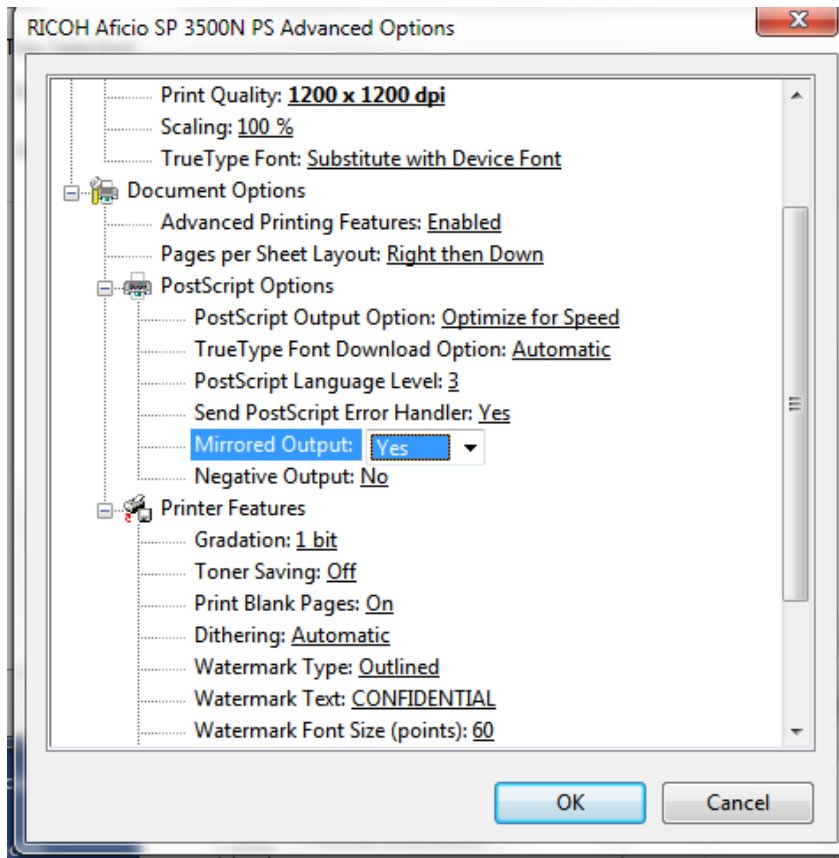 RICOH Aficio SP 3500N PS Advanced Options
Print Quality: 1200 x 1200 dpi
Scaling: 100 %
TrueType Font: Substitute with Device Font
Document Options
Advanced Printing Features: Enabled
Pages per Sheet Layout: Right then Down
PostScript Options
PostScript Output Option: Optimize for Speed
TrueType Font Download Option: Automatic
PostScript Language Level: 3
Send PostScript Error Handler: Yes
Mirrored Output: Yes
Negative Output: No
Printer Features
Gradation: 1 bit
Toner Saving: Off
Print Blank Pages: On
Dithering: Automatic
Watermark Type: Outlined
Watermark Text: CONFIDENTIAL
Watermark Font Size (points): 60
OK Cancel